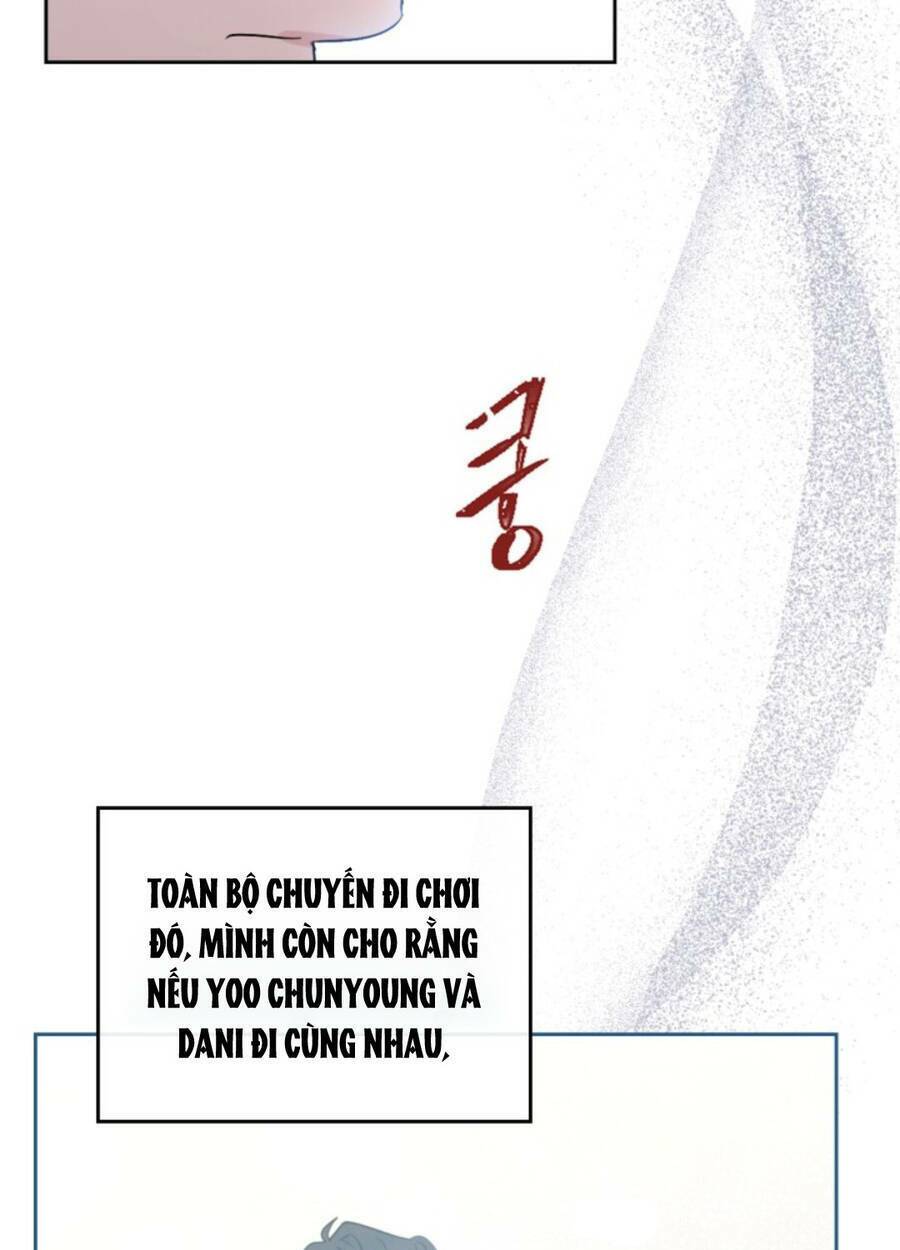 쿵
TOÀN BỘ CHUYẾN ĐI CHƠI
ĐÓ, MÌNH CÒN CHO RẰNG
NẾU YOO CHUNYOUNG VÀ
DANI ĐI CÙNG NHAU,